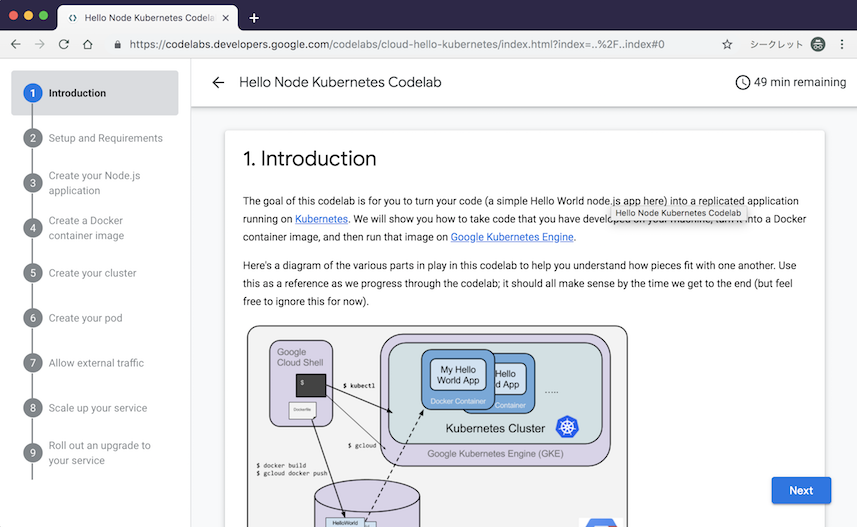 Hello Node Kubernetes Codelab
https://codelabs.developers.google.com/codelabs/cloud-hello-kubernetes/index.html?index=..%2F..index#0
シークレット
1 Introduction
2 Setup and Requirements
3 Create your Node.js
application
4 Create a Docker
container image
5 Create your cluster
6 Create your pod
7 Allow external traffic
8 Scale up your service
9 Roll out an upgrade to
your service
Hello Node Kubernetes Codelab
49 min remaining
1. Introduction
The goal of this codelab is for you to turn your code (a simple Hello World node.js app here) into a replicated application
running on Kubernetes. We will show you how to take code that you have developed on your machine, turn it into a Docker
container image, and then run that image on Google Kubernetes Engine.
Hello Node Kubernetes Codelab
Here's a diagram of the various parts in play in this codelab to help you understand how pieces fit with one another. Use
this as a reference as we progress through the codelab; it should all make sense by the time we get to the end (but feel
free to ignore this for now).
Google
Cloud Shell
$
Dockerfile
$ kubectl
$ gcloud
My Hello
World App
Docker Container
Hello
d App
Container
.....
Kubernetes Cluster
Google Kubernetes Engine (GKE)
$ docker build
$ gcloud docker push
HelloWorld
Next